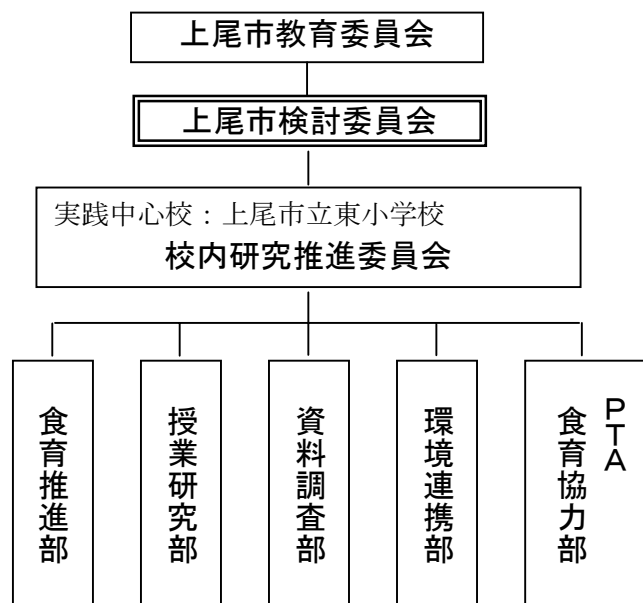 上尾市教育委員会
上尾市検討委員会
実践中心校：上尾市立東小学校
校内研究推進委員会
食育推進部
授業研究部
資料調査部
環境連携部
ＰＴＡ
食育協力部